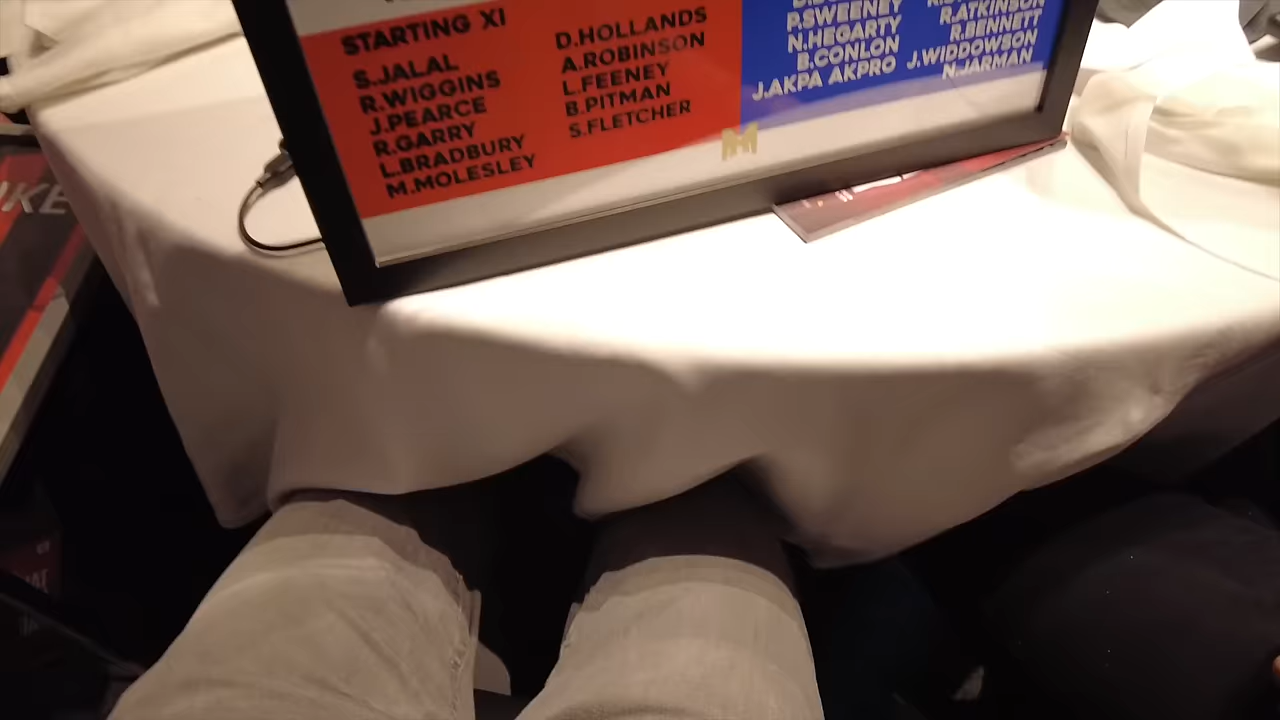 STARTING XI
S.JALAL
R.WIGGINS
J.PEARCE
R.GARRY
L.BRADBURY
M.MOLESLEY
D.HOLLANDS
A.ROBINSON
L.FEENEY
B.PITMAN
S.FLETCHER
P.SWEENEY
N.HEGARTY
B.CONLON
J.AKPA AKPRO
R.ATKINSON
R.BENNETT
J.WIDDOWSON
N.JARMAN